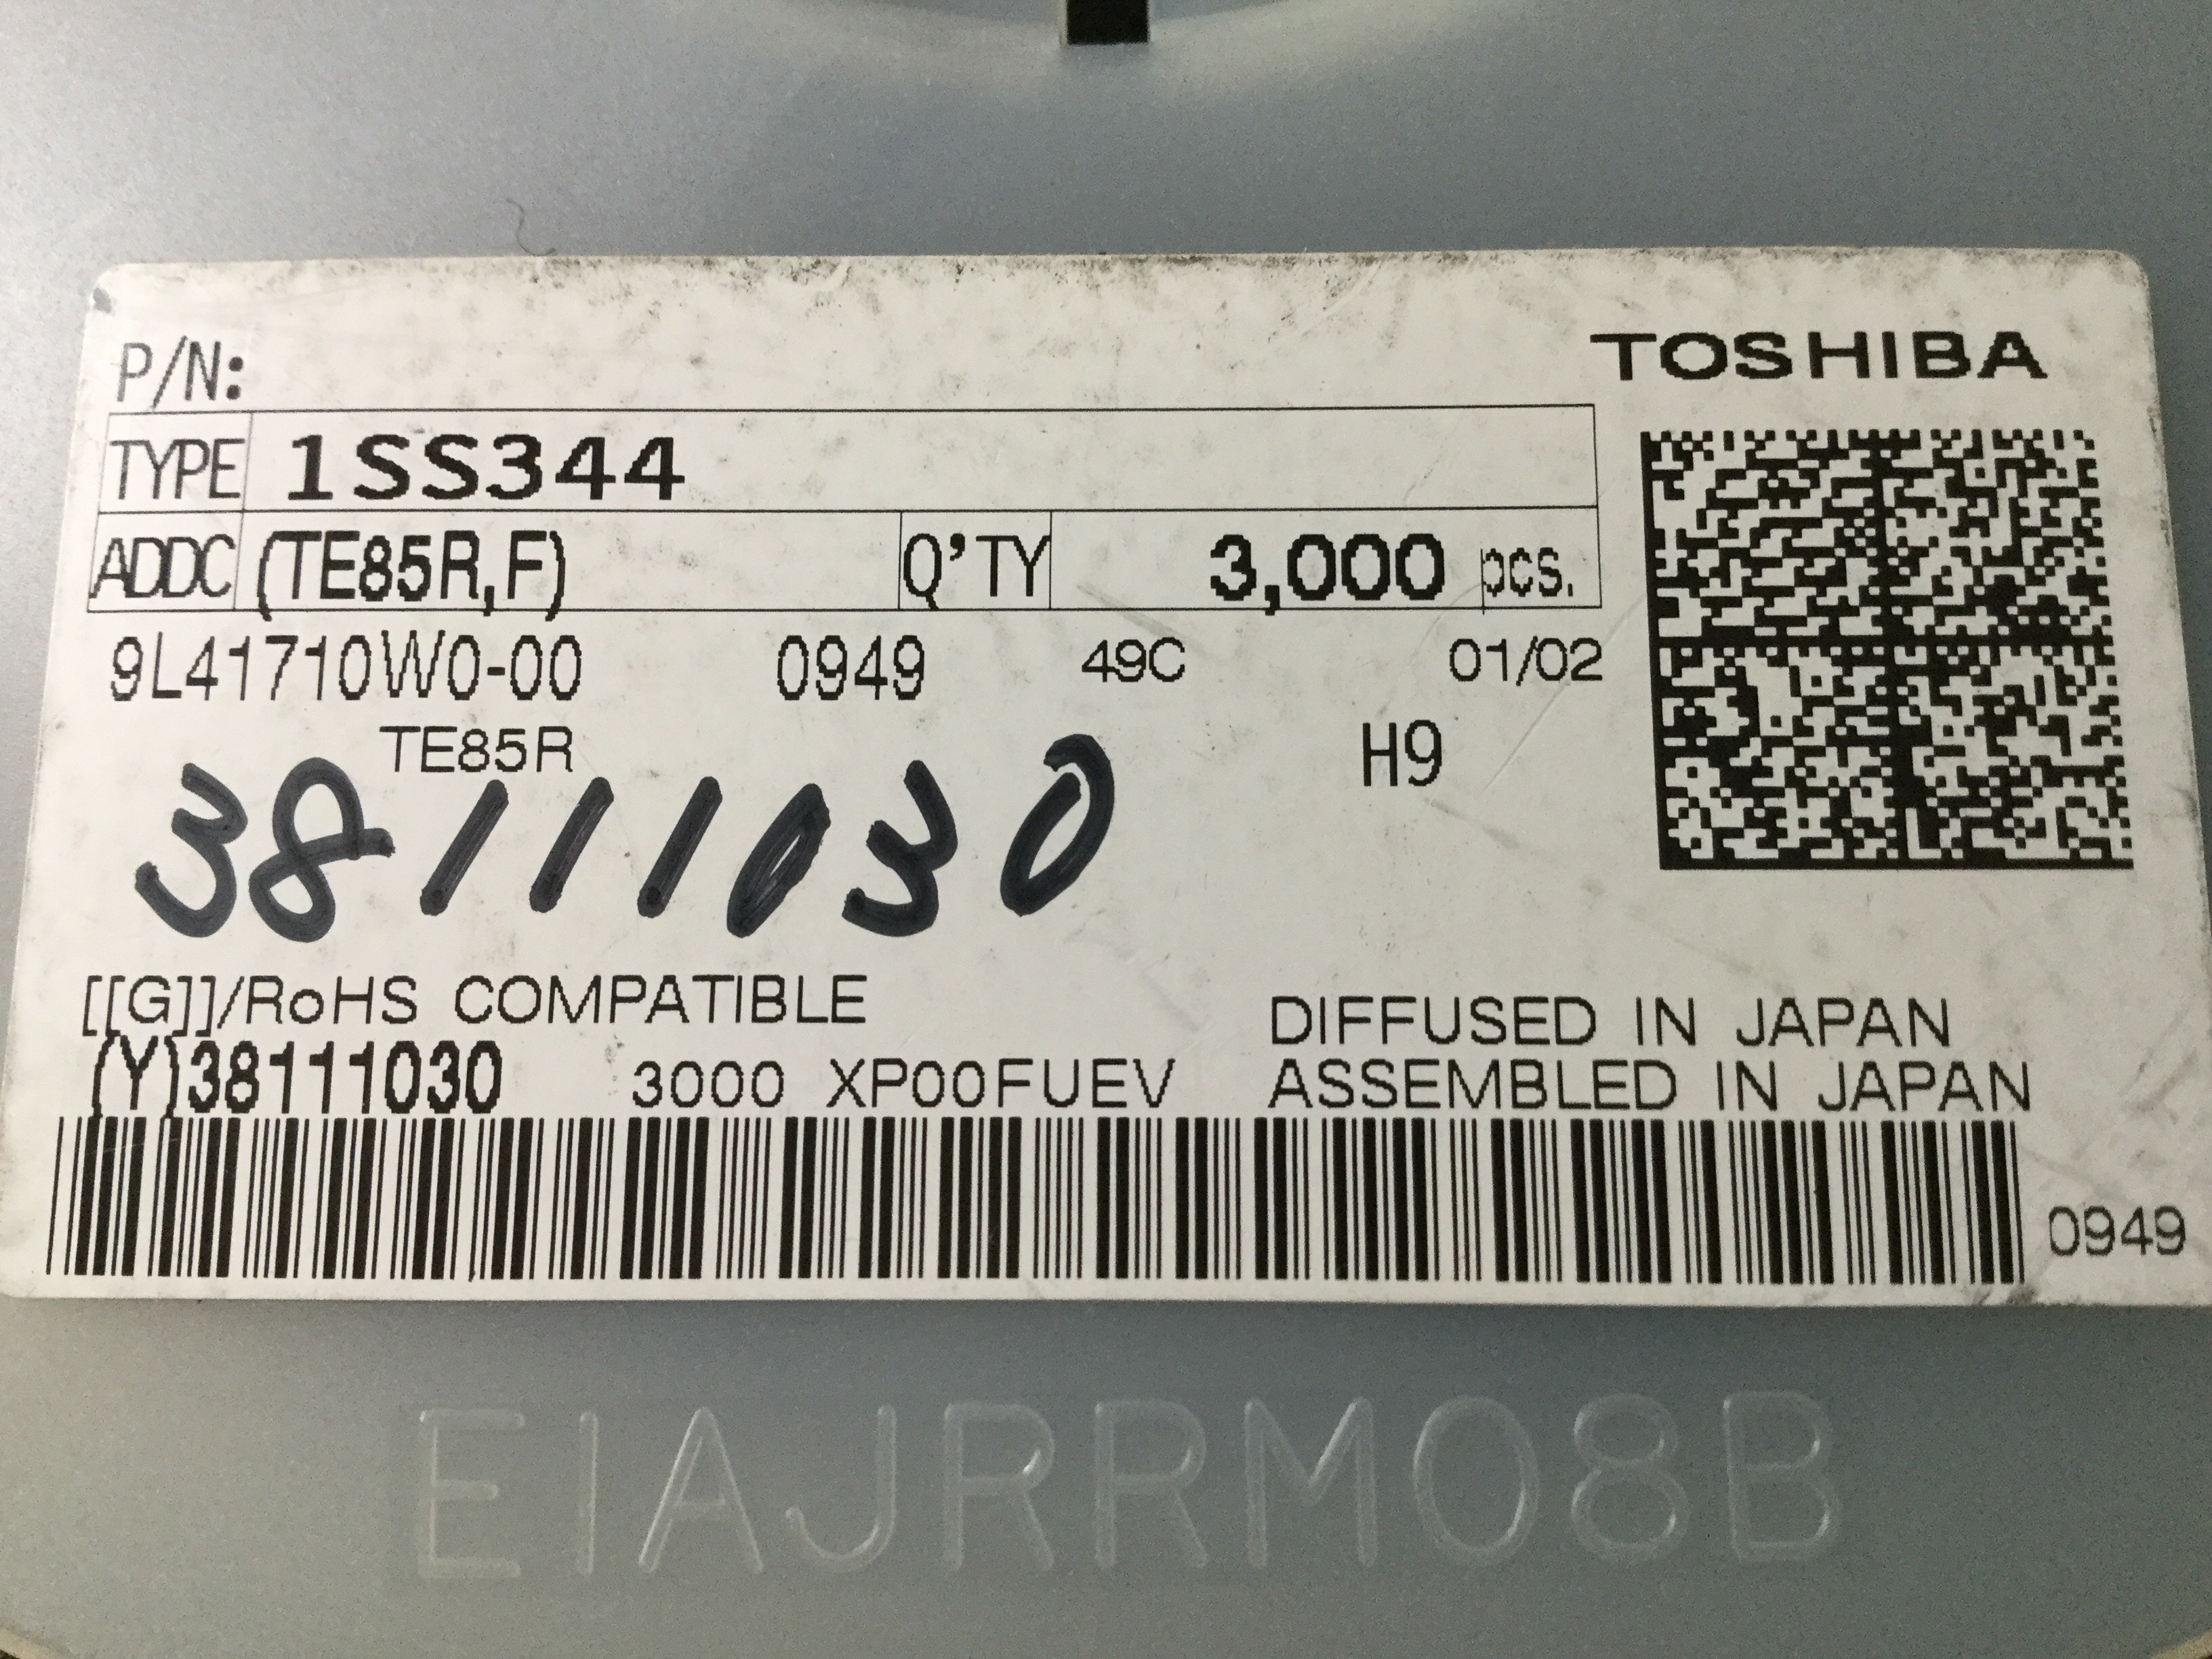 TOSHIBA
P/N:
TYPE 1SS344
ADDC (TE85R,F) Q'TY 3,000 pcs.
9L41710W0-00 0949 49C 01/02
TE85R H9
38111030
[[G]]/RoHS COMPATIBLE DIFFUSED IN JAPAN
(Y)38111030 3000 XP00FUEV ASSEMBLED IN JAPAN
0949
EIAJRRM08B